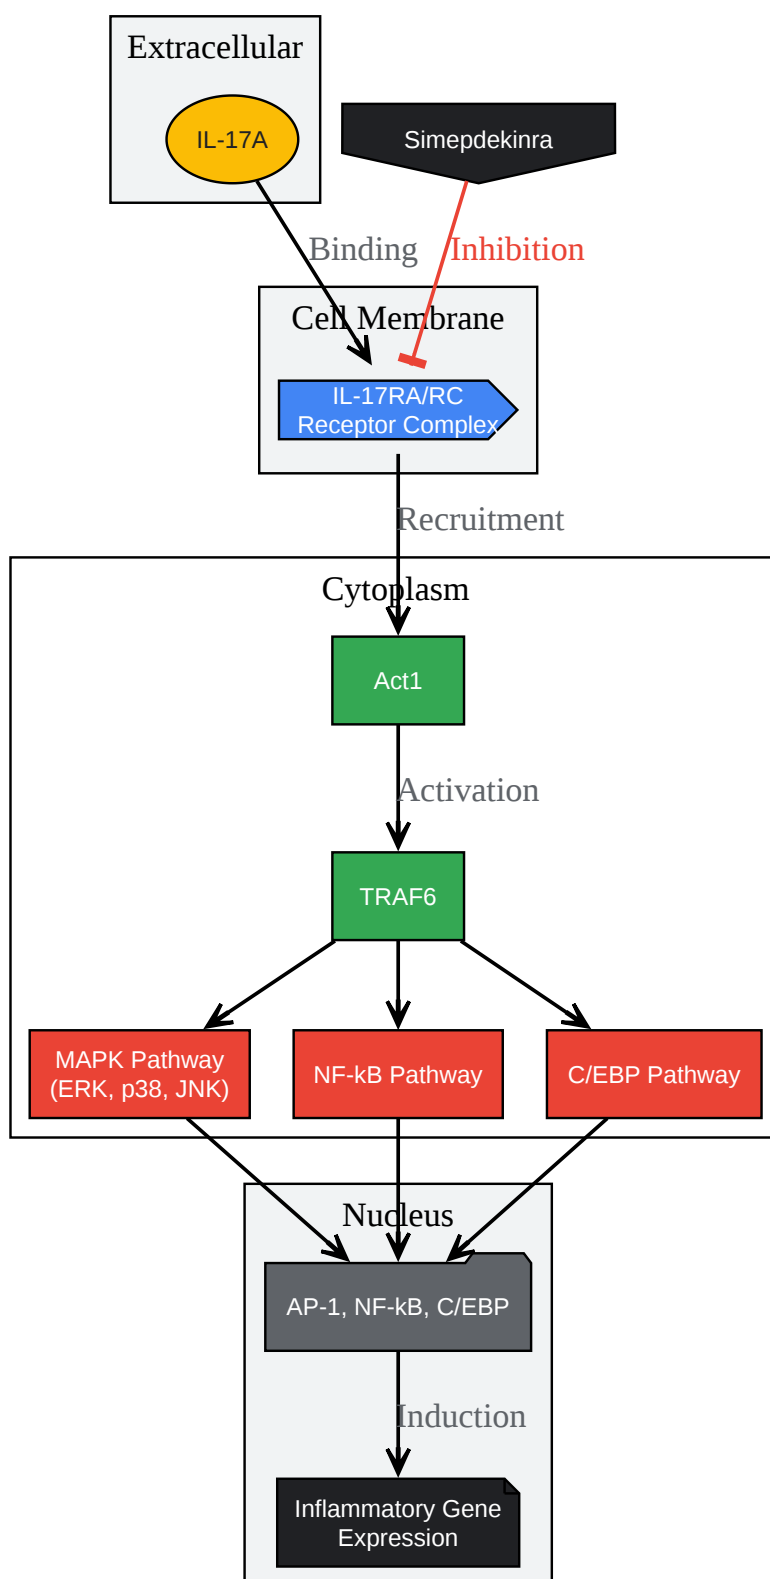 Extracellular
IL-17A
Simepdekinra
Binding
Inhibition
Cell Membrane
IL-17RA/RC
Receptor Complex
Recruitment
Cytoplasm
Act1
Activation
TRAF6
MAPK Pathway
(ERK, p38, JNK)
NF-kB Pathway
C/EBP Pathway
Nucleus
AP-1, NF-kB, C/EBP
Induction
Inflammatory Gene
Expression